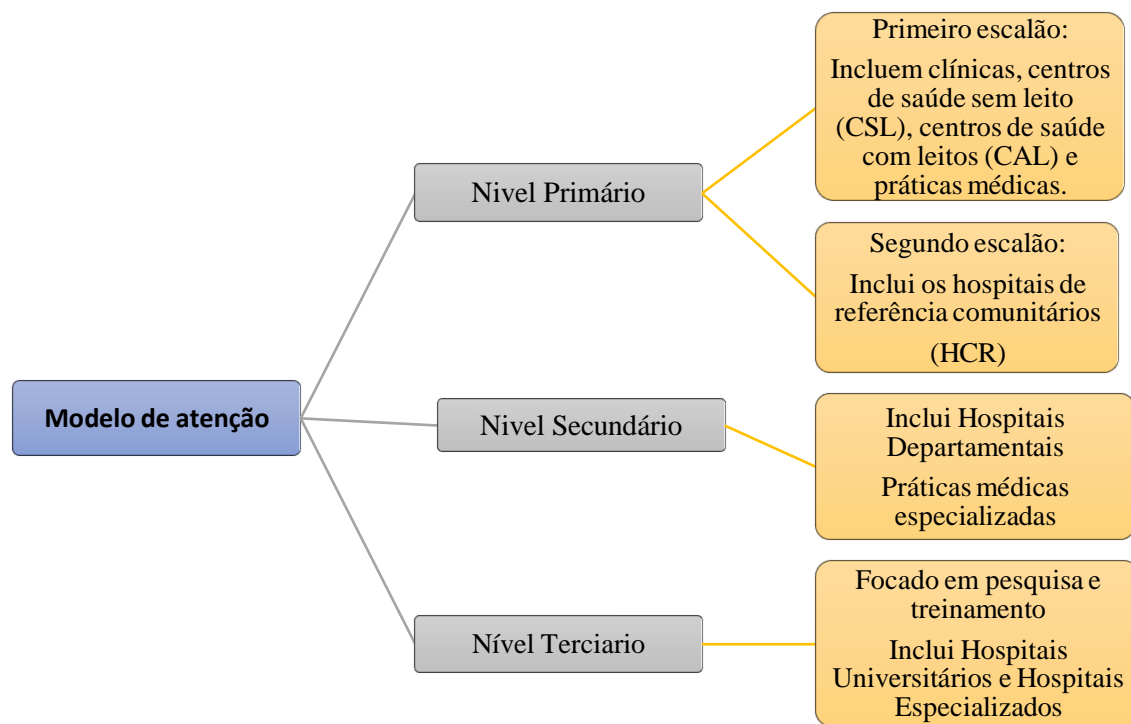 Modelo de atenção
Nivel Primário
Primeiro escalão:
Incluem clínicas, centros
de saúde sem leito
(CSL), centros de saúde
com leitos (CAL) e
práticas médicas.
Segundo escalão:
Inclui os hospitais de
referência comunitários
(HCR)
Nivel Secundário
Inclui Hospitais
Departamentais
Práticas médicas
especializadas
Nível Terciario
Focado em pesquisa e
treinamento
Inclui Hospitais
Universitários e Hospitais
Especializados